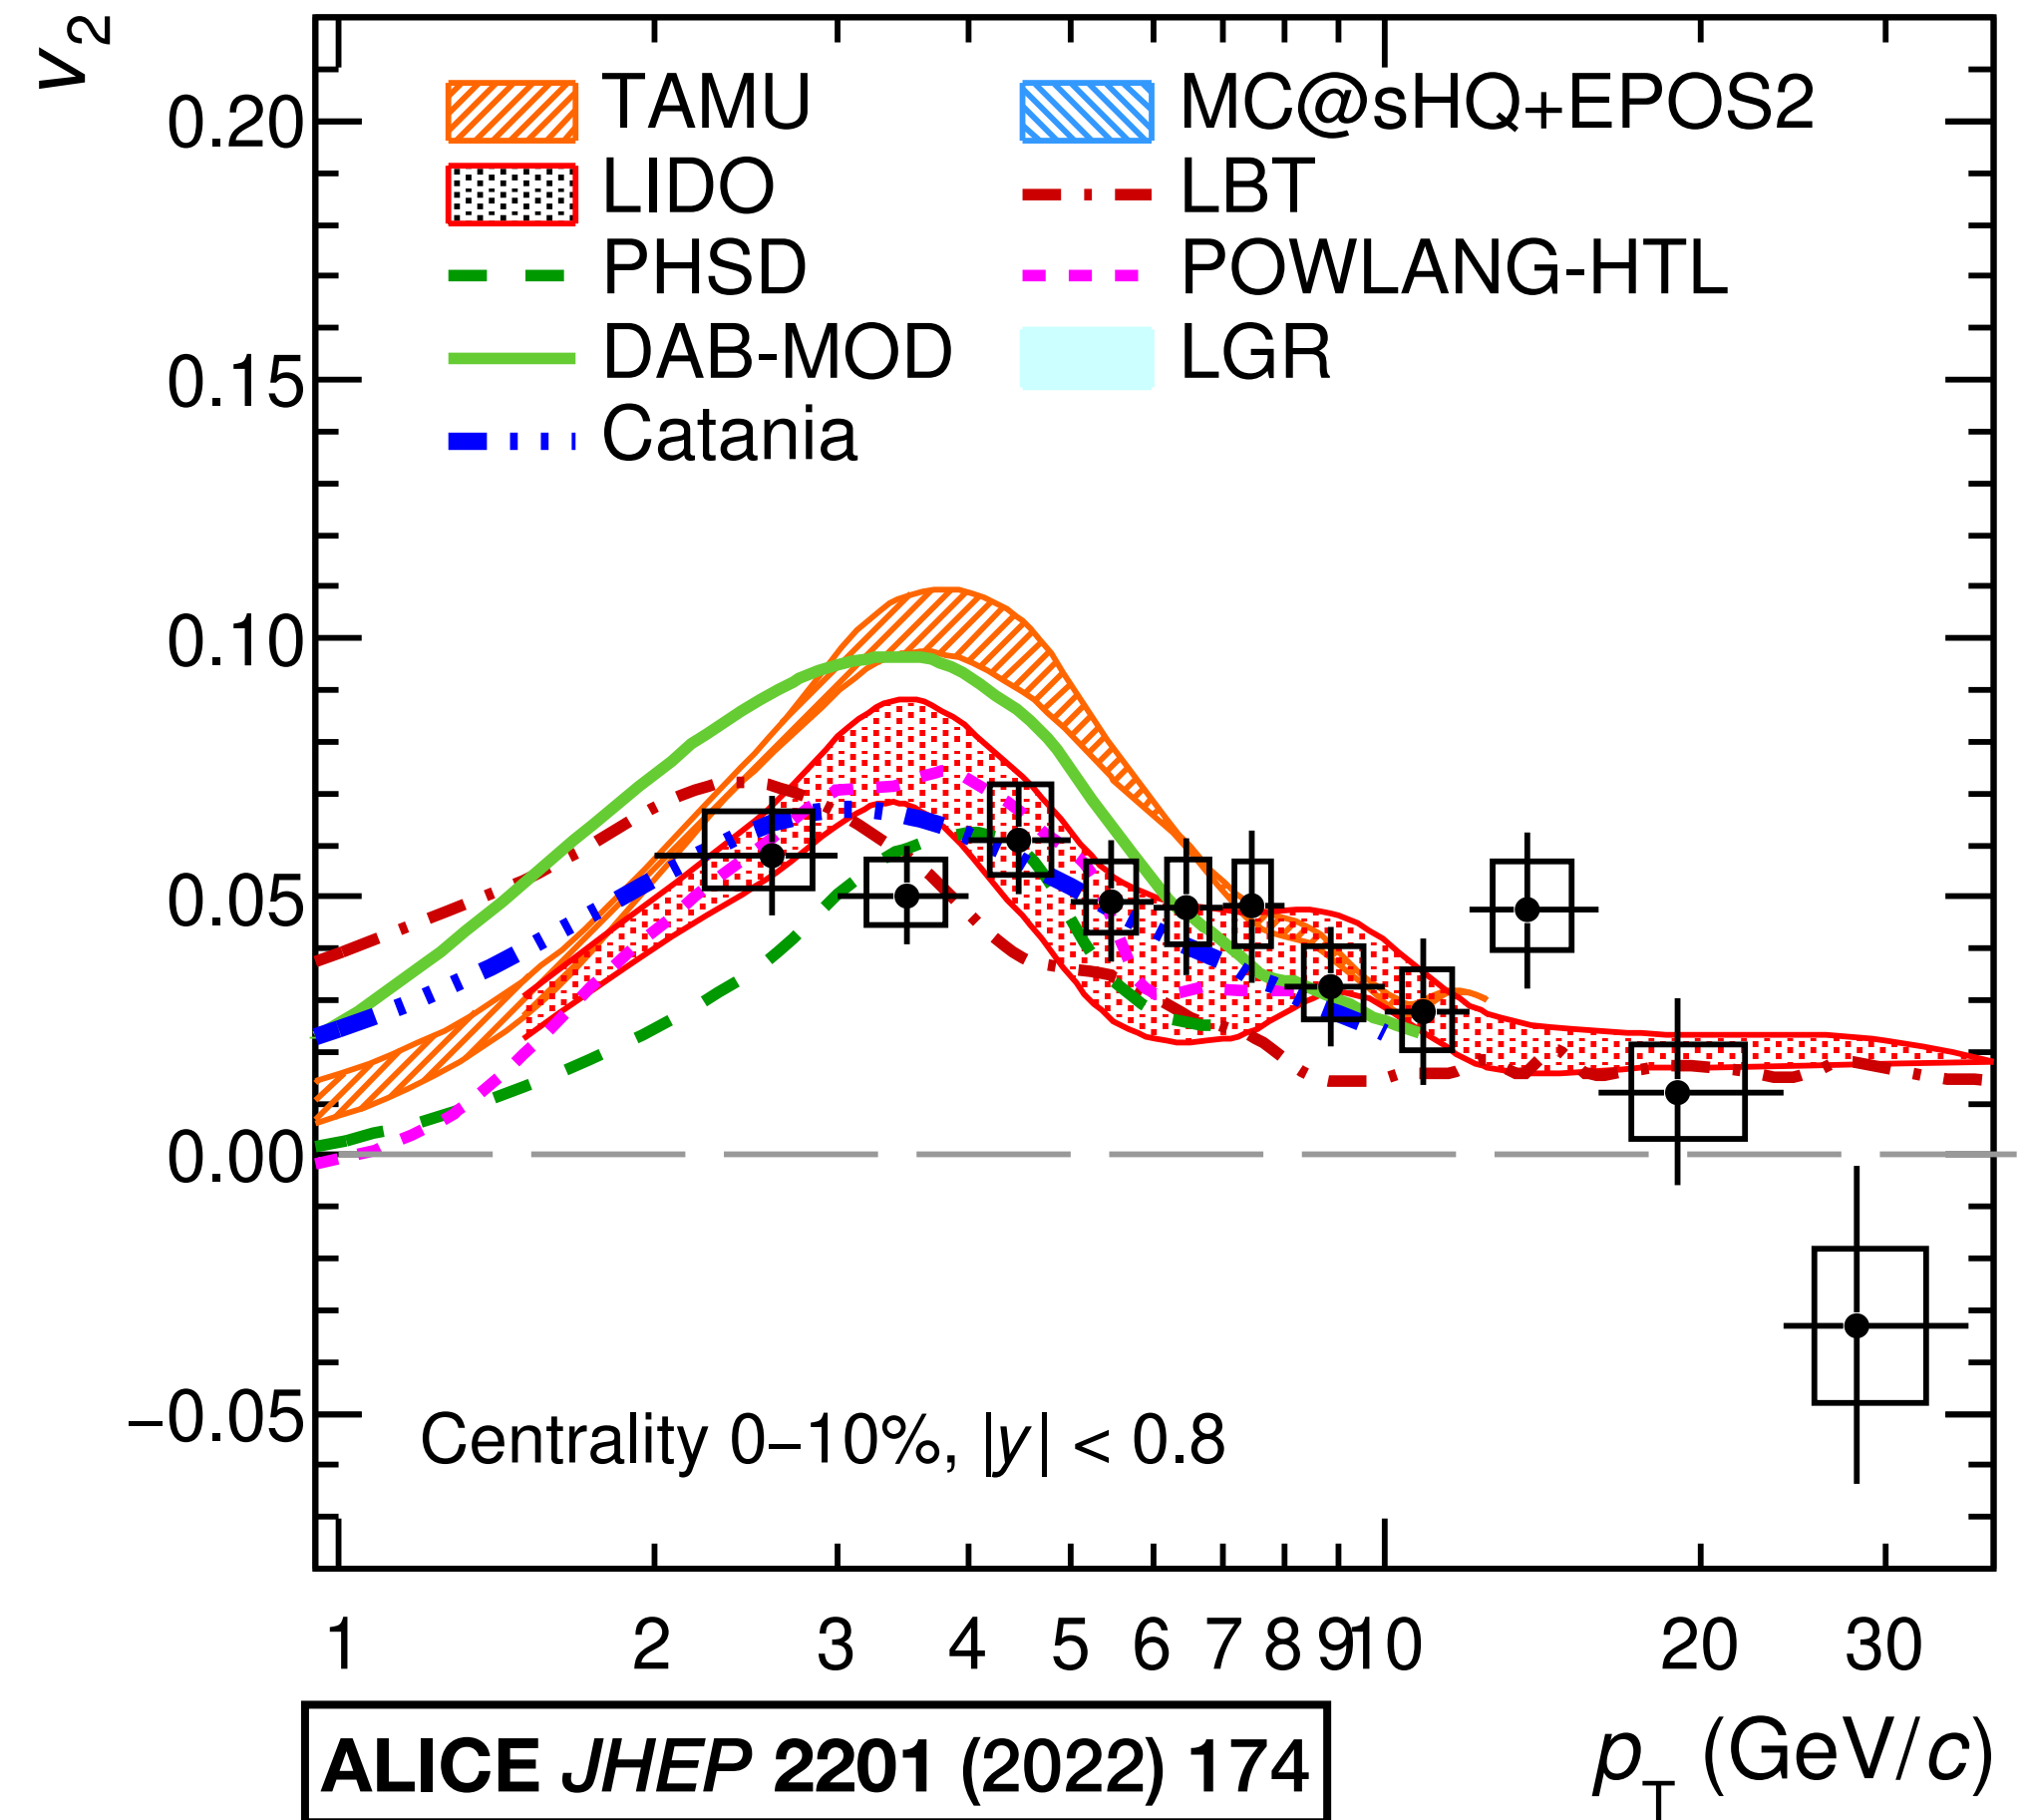 v2
0.20
0.15
0.10
0.05
0.00
−0.05
TAMU
MC@sHQ+EPOS2
LIDO
LBT
PHSD
POWLANG-HTL
DAB-MOD
LGR
Catania
Centrality 0–10%, |y| < 0.8
1 2 3 4 5 6 7 8 9 10 20 30
pT (GeV/c)
ALICE JHEP 2201 (2022) 174